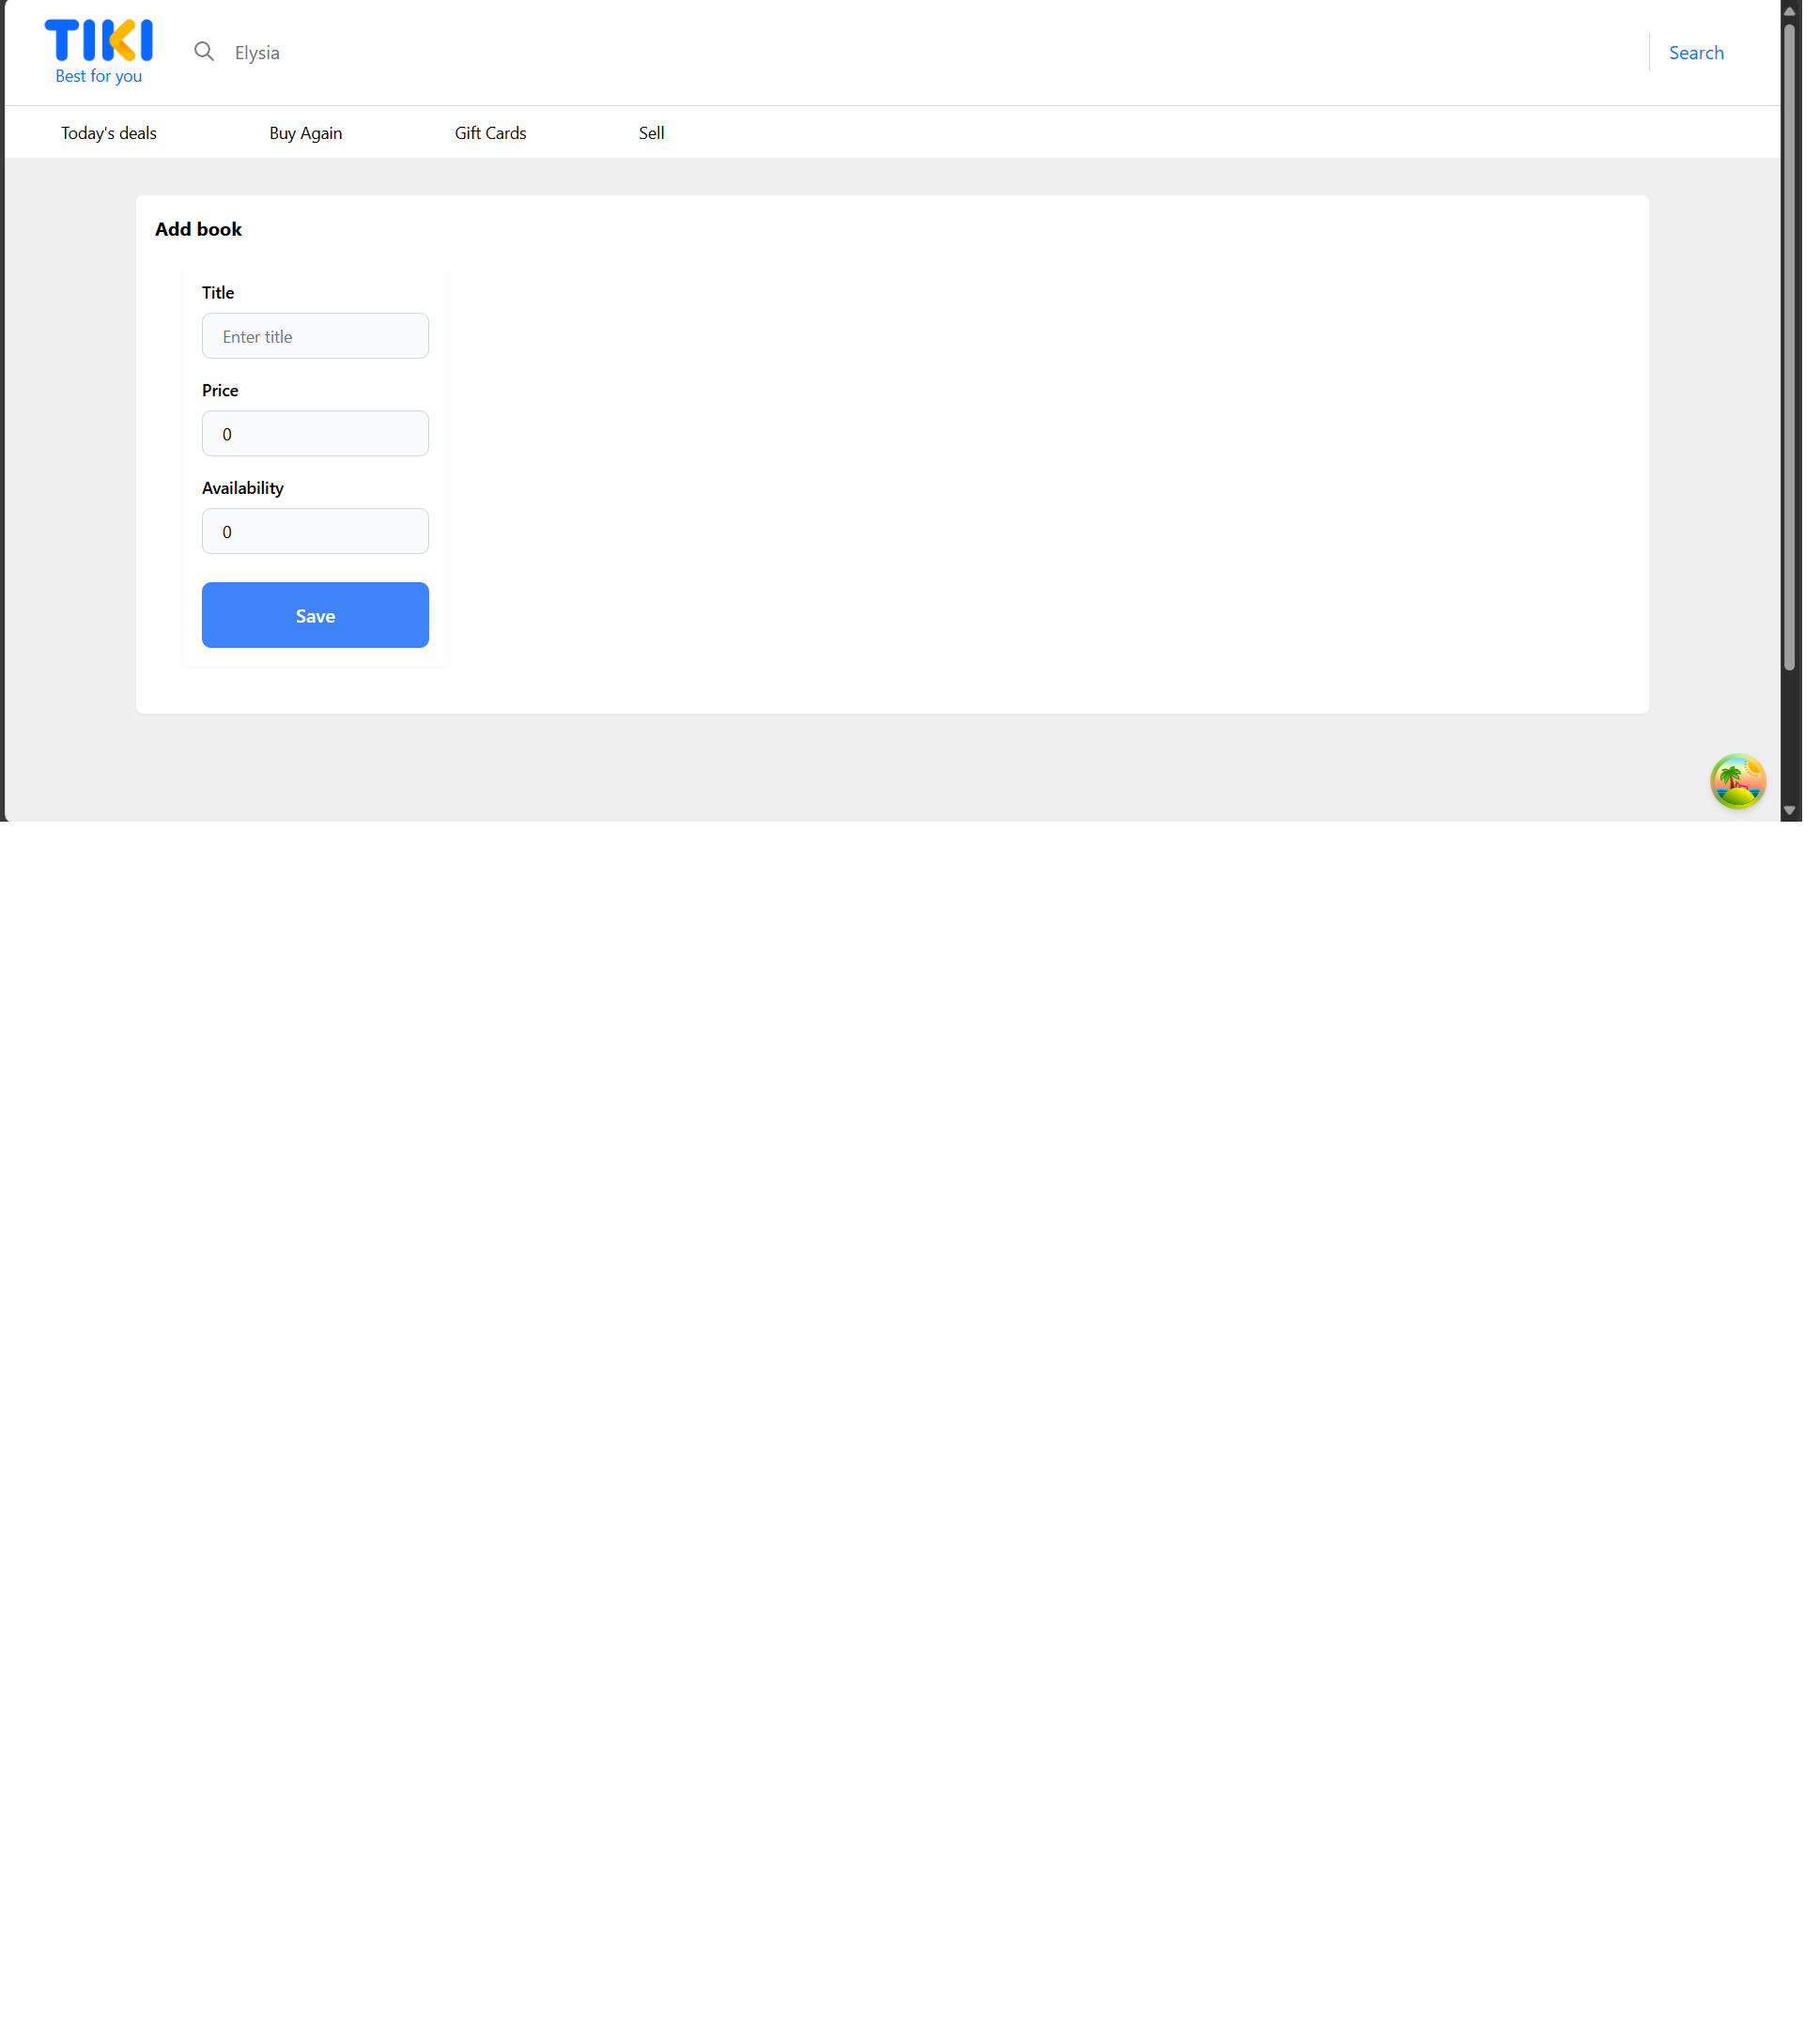 TIKI
Best for you
Elysia
Search
Today's deals
Buy Again
Gift Cards
Sell
Add book
Title
Enter title
Price
0
Availability
0
Save